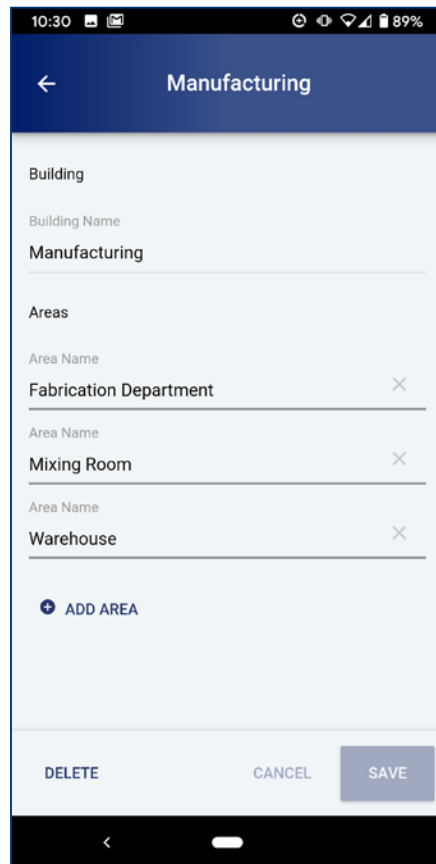 10:30 89%
Manufacturing
Building
Building Name
Manufacturing
Areas
Area Name
Fabrication Department
Area Name
Mixing Room
Area Name
Warehouse
ADD AREA
DELETE CANCEL SAVE